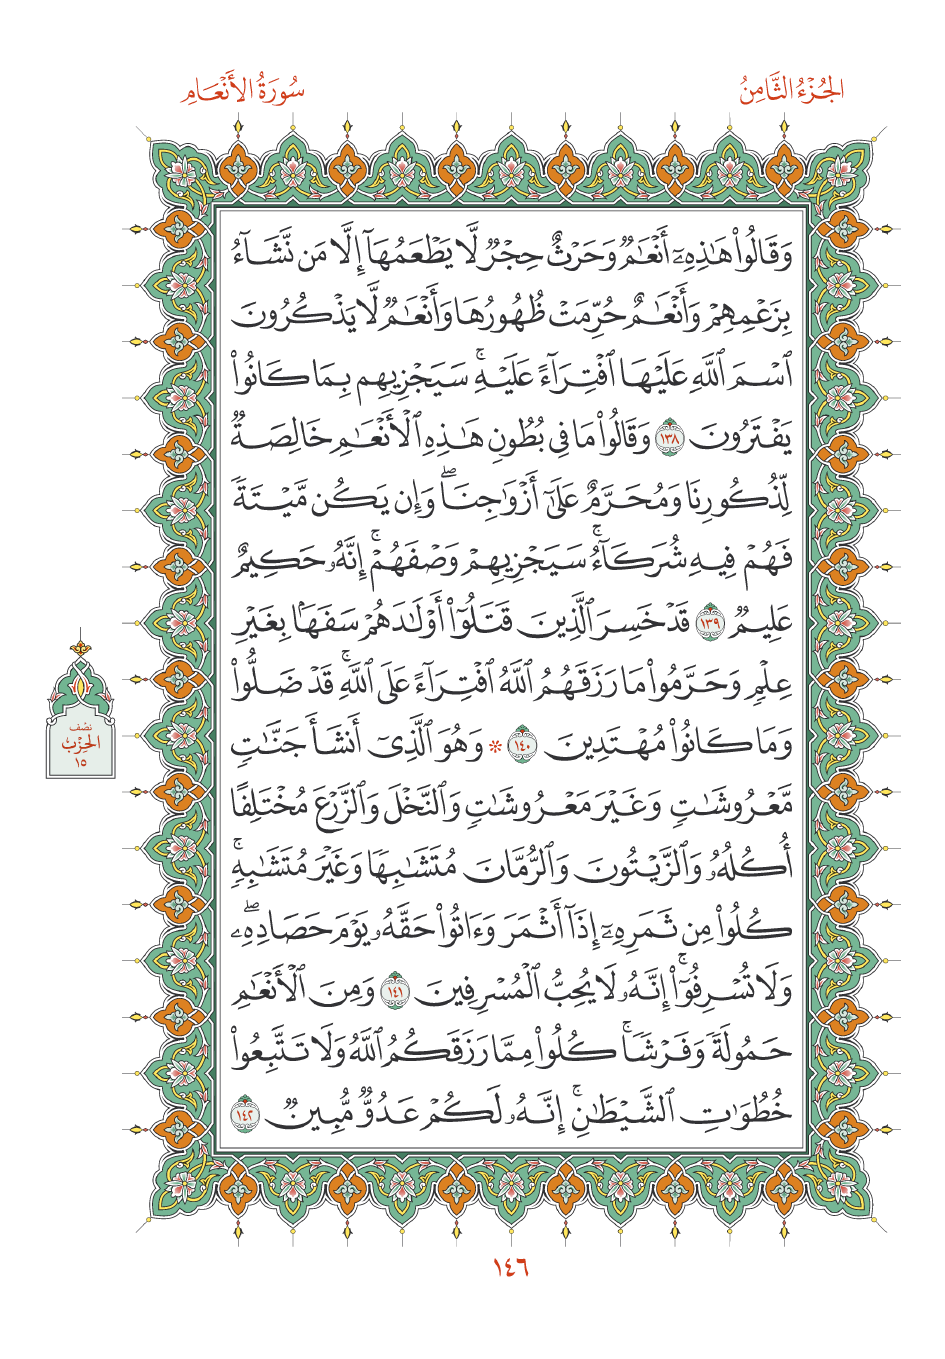 الجُزْءُ الثَّامِنُ
سُورَةُ الأَنْعَامِ
وَقَالُواْ هَٰذِهِۦٓ أَنْعَٰمٌ وَحَرْثٌ حِجْرٌ لَّا يَطْعَمُهَآ إِلَّا مَن نَّشَآءُ
بِزَعْمِهِمْ وَأَنْعَٰمٌ حُرِّمَتْ ظُهُورُهَا وَأَنْعَٰمٌ لَّا يَذْكُرُونَ
ٱسْمَ ٱللَّهِ عَلَيْهَا ٱفْتِرَآءً عَلَيْهِۚ سَيَجْزِيهِم بِمَا كَانُواْ
يَفْتَرُونَ ١٣٨ وَقَالُواْ مَا فِى بُطُونِ هَٰذِهِ ٱلْأَنْعَٰمِ خَالِصَةٌ
لِّذُكُورِنَا وَمُحَرَّمٌ عَلَىٰٓ أَزْوَٰجِنَاۖ وَإِن يَكُن مَّيْتَةً
فَهُمْ فِيهِ شُرَكَآءُۚ سَيَجْزِيهِمْ وَصْفَهُمْۚ إِنَّهُۥ حَكِيمٌ
عَلِيمٌ ١٣٩ قَدْ خَسِرَ ٱلَّذِينَ قَتَلُوٓاْ أَوْلَٰدَهُمْ سَفَهَۢا بِغَيْرِ
عِلْمٍ وَحَرَّمُواْ مَا رَزَقَهُمُ ٱللَّهُ ٱفْتِرَآءً عَلَى ٱللَّهِۚ قَدْ ضَلُّواْ
وَمَا كَانُواْ مُهْتَدِينَ ١٤٠ ۞ وَهُوَ ٱلَّذِىٓ أَنشَأَ جَنَّٰتٍ
مَّعْرُوشَٰتٍ وَغَيْرَ مَعْرُوشَٰتٍ وَٱلنَّخْلَ وَٱلزَّرْعَ مُخْتَلِفًا
أُكُلُهُۥ وَٱلزَّيْتُونَ وَٱلرُّمَّانَ مُتَشَٰبِهًا وَغَيْرَ مُتَشَٰبِهٍۚ
كُلُواْ مِن ثَمَرِهِۦٓ إِذَآ أَثْمَرَ وَءَاتُواْ حَقَّهُۥ يَوْمَ حَصَادِهِۦۖ
وَلَا تُسْرِفُوٓاْۚ إِنَّهُۥ لَا يُحِبُّ ٱلْمُسْرِفِينَ ١٤١ وَمِنَ ٱلْأَنْعَٰمِ
حَمُولَةً وَفَرْشًاۚ كُلُواْ مِمَّا رَزَقَكُمُ ٱللَّهُ وَلَا تَتَّبِعُواْ
خُطُوَٰتِ ٱلشَّيْطَٰنِۚ إِنَّهُۥ لَكُمْ عَدُوٌّ مُّبِينٌ ١٤٢
نصْف
الحِزْب
١٥
١٤٦